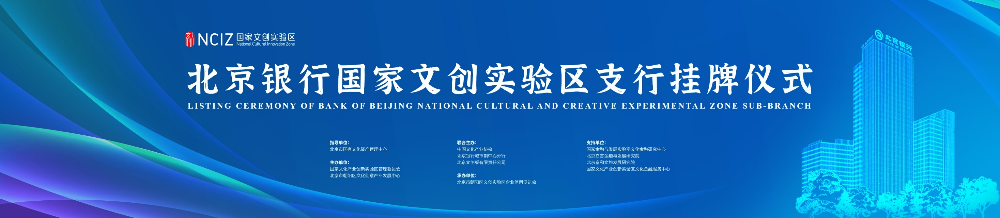 NCIZ 国家文创实验区
National Cultural Innovation Zone
北京银行
BANK OF BEIJING
北京银行国家文创实验区支行挂牌仪式
LISTING CEREMONY OF BANK OF BEIJING NATIONAL CULTURAL AND CREATIVE EXPERIMENTAL ZONE SUB-BRANCH
指导单位：
北京市国有文化资产管理中心
主办单位：
国家文化产业创新实验区管理委员会
北京市朝阳区文化创意产业发展中心
联合主办：
中国文化产业协会
北京银行城市副中心分行
北京文创板有限责任公司
承办单位：
北京市朝阳区文创实验区企业信用促进会
支持单位：
国家金融与发展实验室文化金融研究中心
北京立言金融与发展研究院
北京京和文旅发展研究院
国家文化产业创新实验区文化金融服务中心